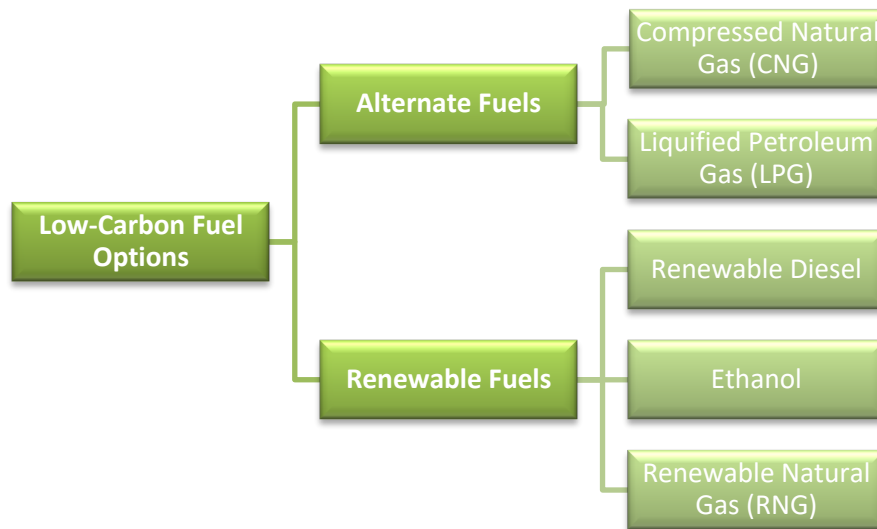 Low-Carbon Fuel
Options
Alternate Fuels
Compressed Natural
Gas (CNG)
Liquified Petroleum
Gas (LPG)
Renewable Fuels
Renewable Diesel
Ethanol
Renewable Natural
Gas (RNG)